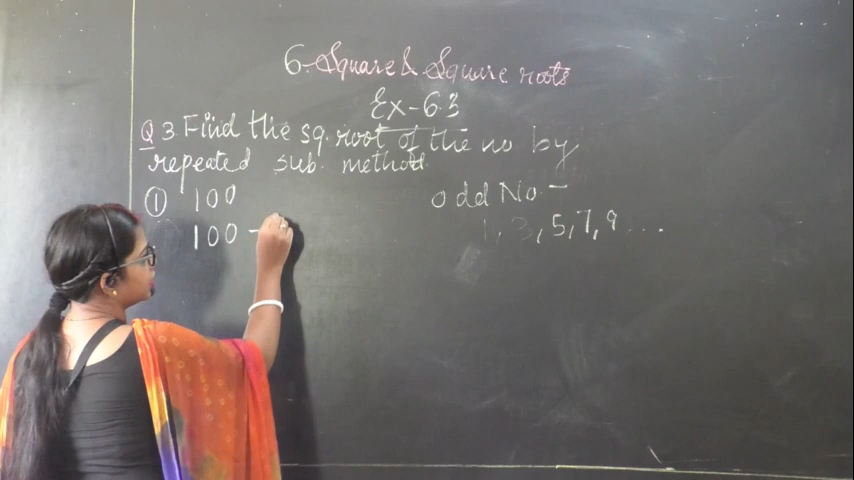 6. Square & Square roots
Ex-6.3
Q 3. Find the sq. root of the no by
repeated sub. method.
① 100
odd No. -
100 -
1, 3, 5, 7, 9 ....